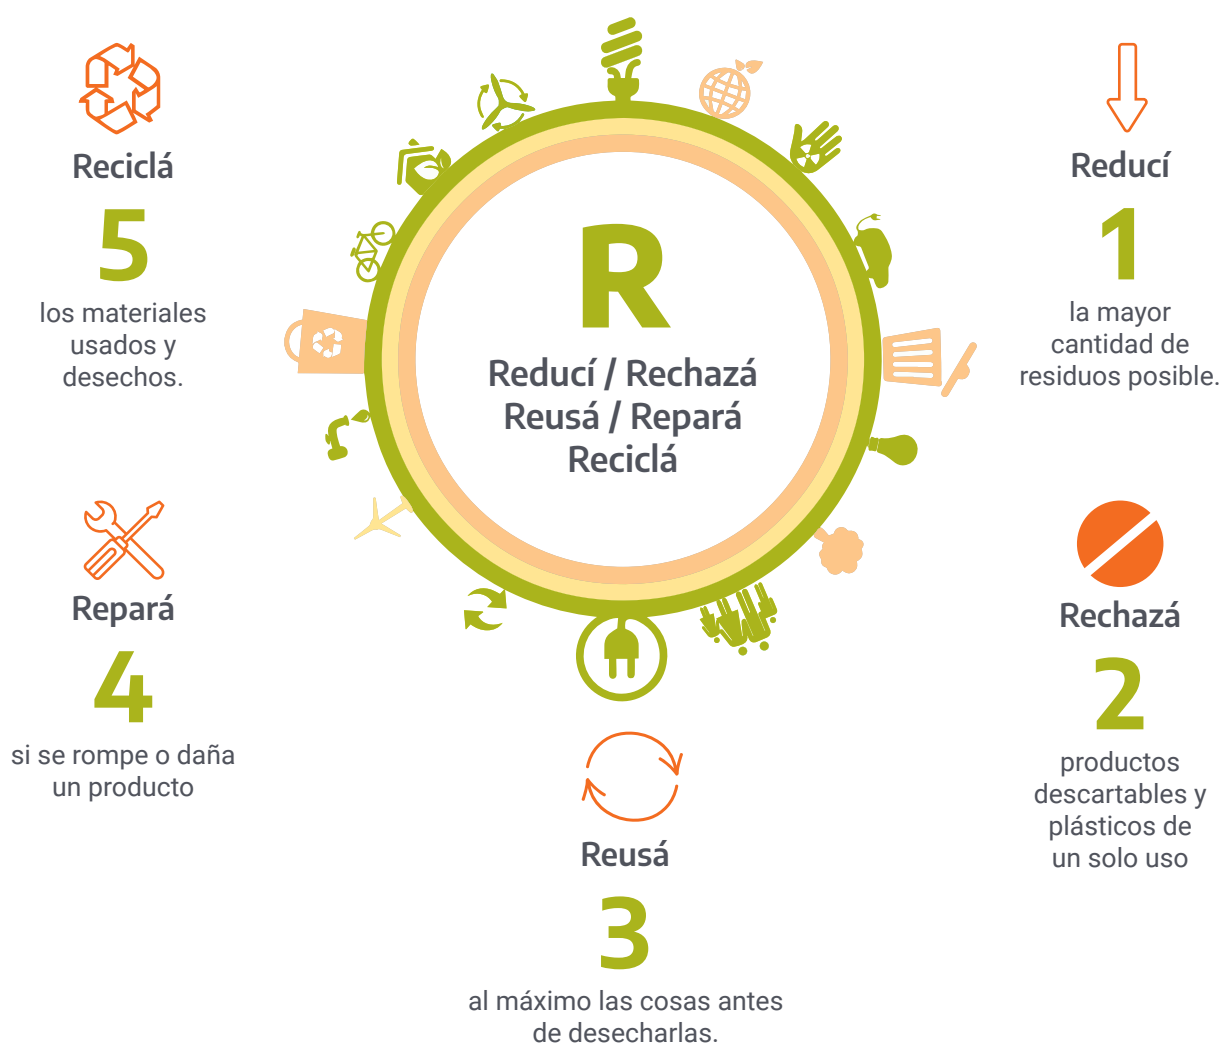 R
Reducí / Rechazá
Reusá / Repará
Reciclá
Reducí
1
la mayor
cantidad de
residuos posible.
Rechazá
2
productos
descartables y
plásticos de
un solo uso
Reusá
3
al máximo las cosas antes
de desecharlas.
Repará
4
si se rompe o daña
un producto
Reciclá
5
los materiales
usados y
desechos.